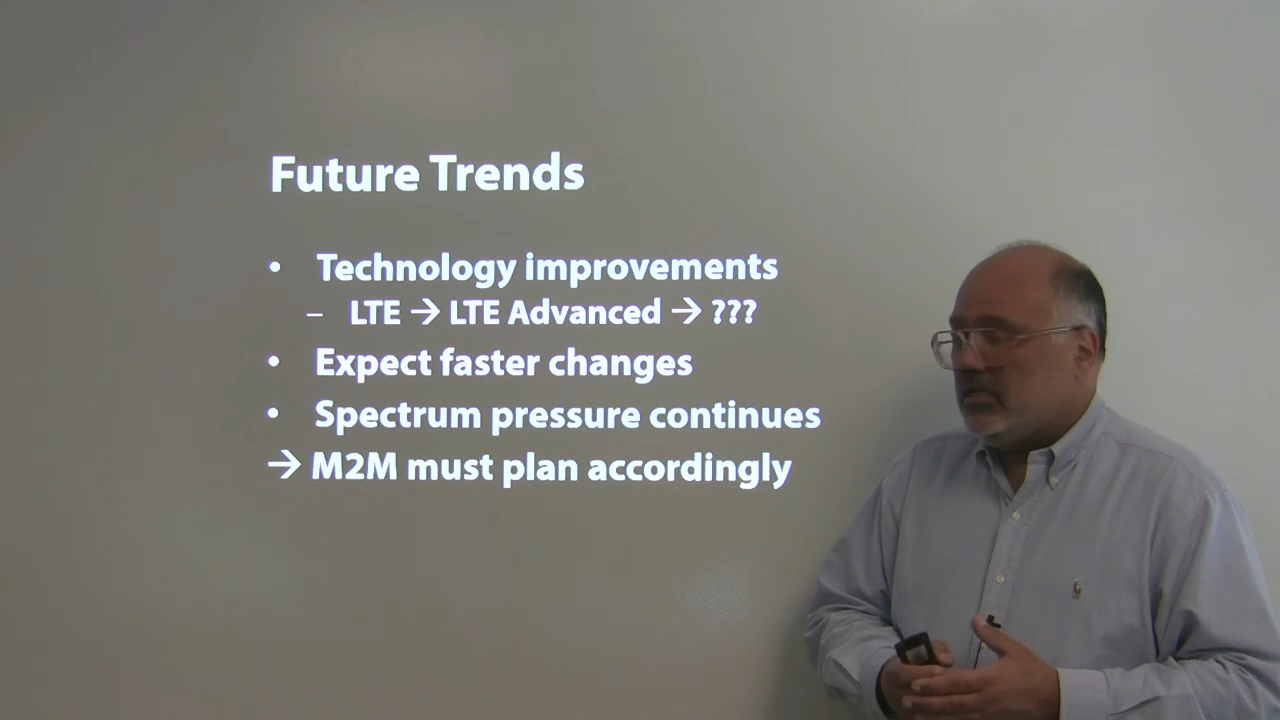 Future Trends
• Technology improvements
– LTE → LTE Advanced → ???
• Expect faster changes
• Spectrum pressure continues
→ M2M must plan accordingly